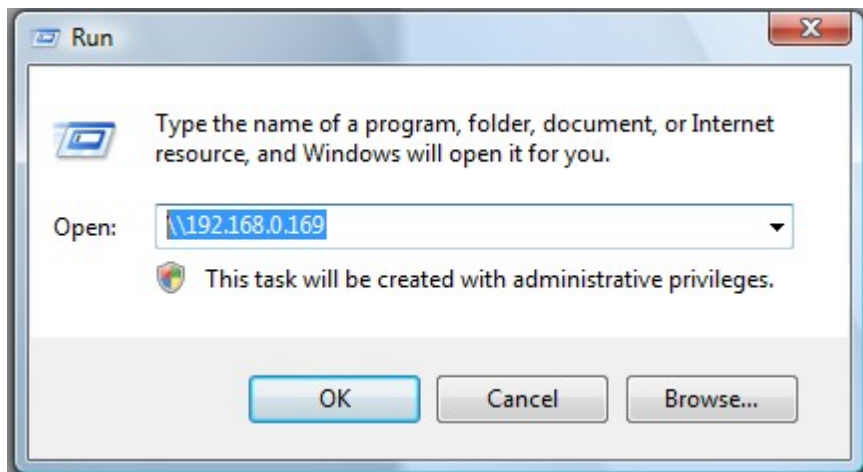 Run
Type the name of a program, folder, document, or Internet
resource, and Windows will open it for you.
Open:
\\192.168.0.169
This task will be created with administrative privileges.
OK
Cancel
Browse...